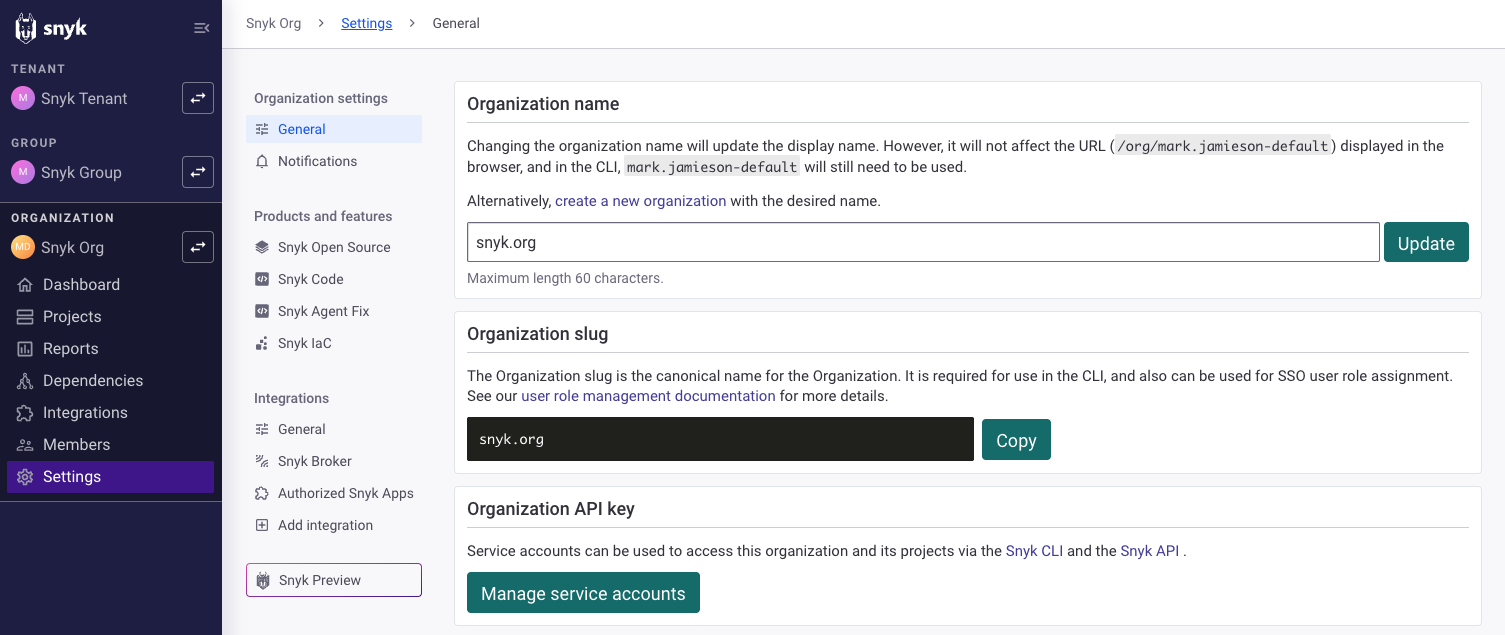 snyk
TENANT
M Snyk Tenant
GROUP
M Snyk Group
ORGANIZATION
MD Snyk Org
Dashboard
Projects
Reports
Dependencies
Integrations
Members
Settings
Snyk Org > Settings > General
Organization settings
General
Notifications
Products and features
Snyk Open Source
Snyk Code
Snyk Agent Fix
Snyk IaC
Integrations
General
Snyk Broker
Authorized Snyk Apps
Add integration
Snyk Preview
Organization name
Changing the organization name will update the display name. However, it will not affect the URL (/org/mark.jamieson-default) displayed in the
browser, and in the CLI, mark.jamieson-default will still need to be used.
Alternatively, create a new organization with the desired name.
snyk.org
Update
Maximum length 60 characters.
Organization slug
The Organization slug is the canonical name for the Organization. It is required for use in the CLI, and also can be used for SSO user role assignment.
See our user role management documentation for more details.
snyk.org
Copy
Organization API key
Service accounts can be used to access this organization and its projects via the Snyk CLI and the Snyk API .
Manage service accounts